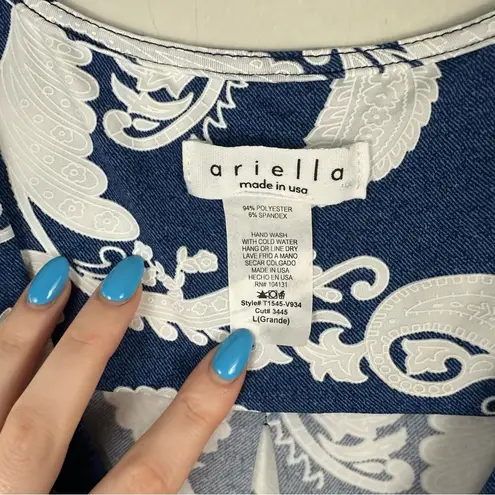 ariella
made in usa
94% POLYESTER
6% SPANDEX
HAND WASH
WITH COLD WATER
HANG OR LINE DRY
LAVE FRIO A MANO
SECAR COLGADO
MADE IN USA
HECHO EN USA
RN# 104131
Style# T1545-V934
Cut# 3445
L(Grande)